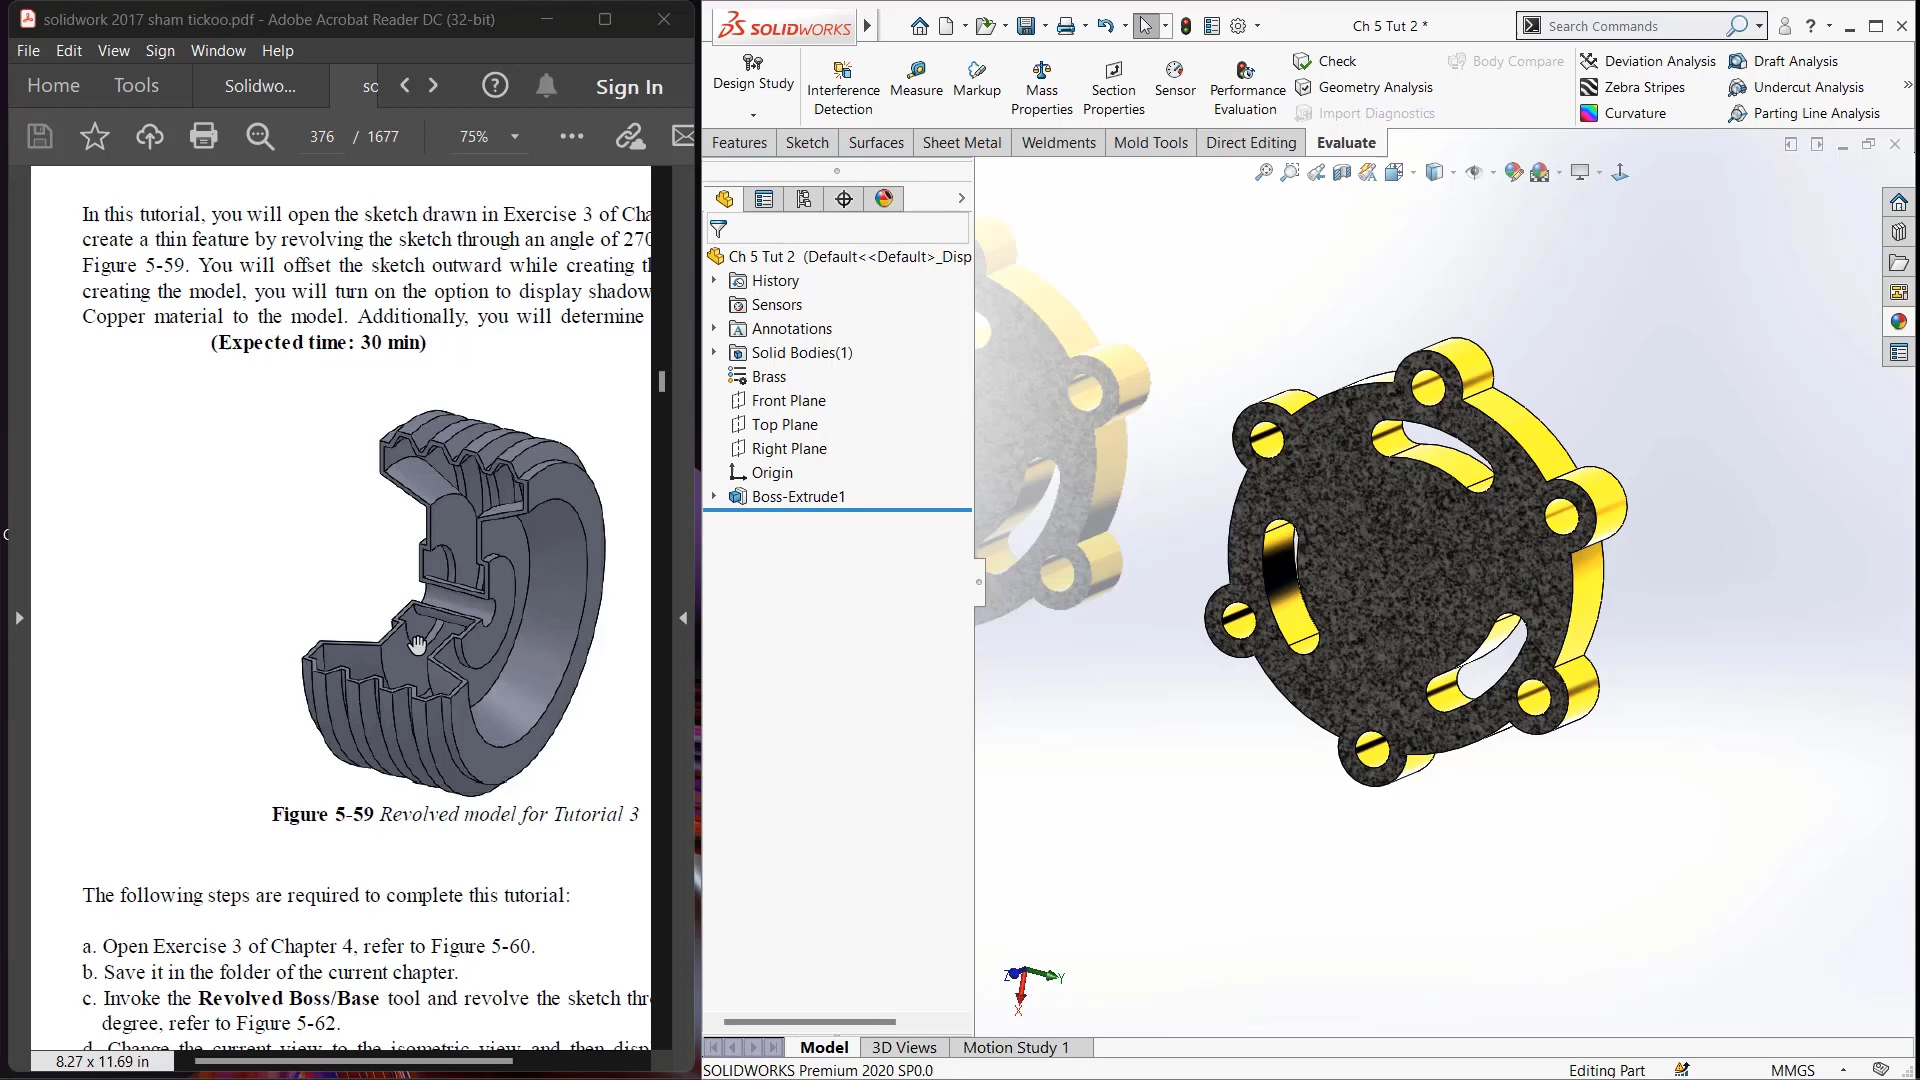 solidwork 2017 sham tickoo.pdf - Adobe Acrobat Reader DC (32-bit)
File Edit View Sign Window Help
Home Tools Solidwo... so Sign In
376 / 1677 75%
In this tutorial, you will open the sketch drawn in Exercise 3 of Cha
create a thin feature by revolving the sketch through an angle of 270
Figure 5-59. You will offset the sketch outward while creating t
creating the model, you will turn on the option to display shadow
Copper material to the model. Additionally, you will determine
(Expected time: 30 min)
Figure 5-59 Revolved model for Tutorial 3
The following steps are required to complete this tutorial:
a. Open Exercise 3 of Chapter 4, refer to Figure 5-60.
b. Save it in the folder of the current chapter.
c. Invoke the Revolved Boss/Base tool and revolve the sketch thr
degree, refer to Figure 5-62.
d. Change the current view to the isometric view and then displ
8.27 x 11.69 in
SOLIDWORKS
Ch 5 Tut 2 *
Search Commands
?
Design Study
Interference Detection
Measure
Markup
Mass Properties
Section Properties
Sensor
Performance Evaluation
Check
Geometry Analysis
Import Diagnostics
Body Compare
Deviation Analysis
Zebra Stripes
Curvature
Draft Analysis
Undercut Analysis
Parting Line Analysis
Features Sketch Surfaces Sheet Metal Weldments Mold Tools Direct Editing Evaluate
Ch 5 Tut 2 (Default<<Default>_Disp
History
Sensors
Annotations
Solid Bodies(1)
Brass
Front Plane
Top Plane
Right Plane
Origin
Boss-Extrude1
Z Y
X
Model 3D Views Motion Study 1
SOLIDWORKS Premium 2020 SP0.0
Editing Part
MMGS